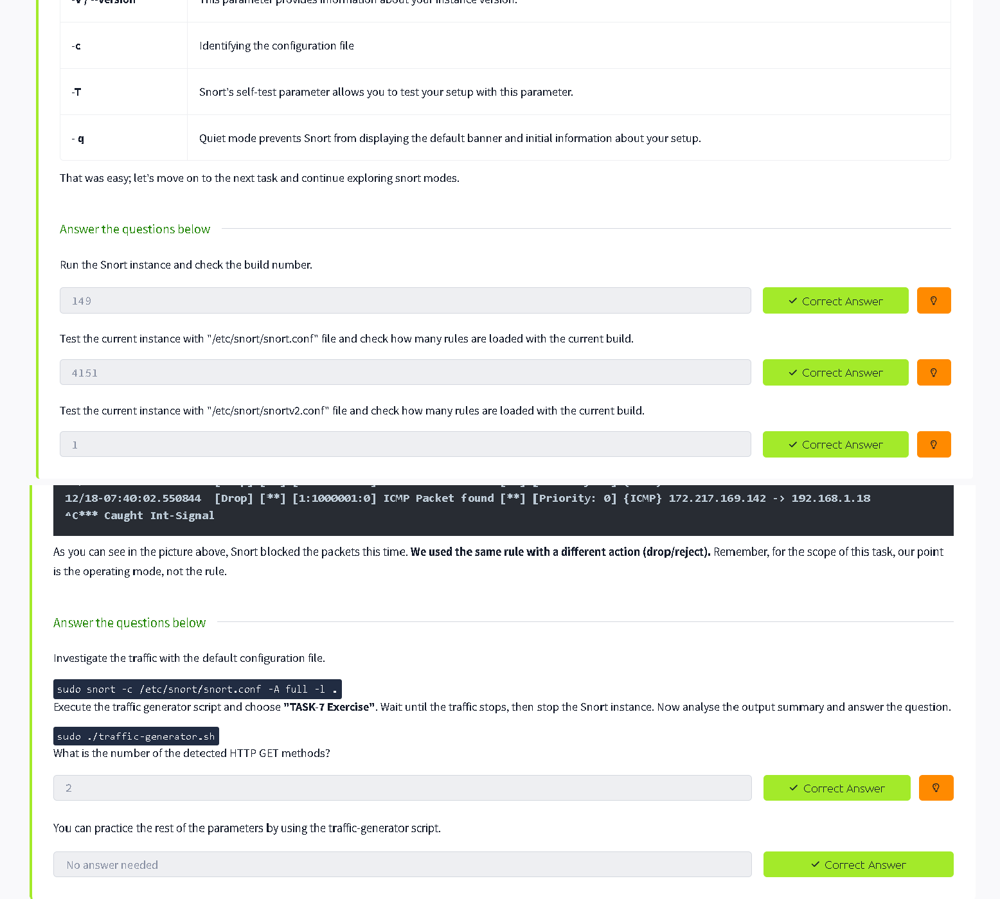 -V / --version This parameter provides information about your instance version.
-c Identifying the configuration file
-T Snort's self-test parameter allows you to test your setup with this parameter.
- q Quiet mode prevents Snort from displaying the default banner and initial information about your setup.
That was easy; let's move on to the next task and continue exploring snort modes.
Answer the questions below
Run the Snort instance and check the build number.
149 Correct Answer
Test the current instance with "/etc/snort/snort.conf" file and check how many rules are loaded with the current build.
4151 Correct Answer
Test the current instance with "/etc/snort/snortv2.conf" file and check how many rules are loaded with the current build.
1 Correct Answer
12/18-07:40:02.550844 [Drop] [**] [1:1000001:0] ICMP Packet found [**] [Priority: 0] {ICMP} 172.217.169.142 -> 192.168.1.18
^C*** Caught Int-Signal
As you can see in the picture above, Snort blocked the packets this time. We used the same rule with a different action (drop/reject). Remember, for the scope of this task, our point
is the operating mode, not the rule.
Answer the questions below
Investigate the traffic with the default configuration file.
sudo snort -c /etc/snort/snort.conf -A full -l .
Execute the traffic generator script and choose "TASK-7 Exercise". Wait until the traffic stops, then stop the Snort instance. Now analyse the output summary and answer the question.
sudo ./traffic-generator.sh
What is the number of the detected HTTP GET methods?
2 Correct Answer
You can practice the rest of the parameters by using the traffic-generator script.
No answer needed Correct Answer